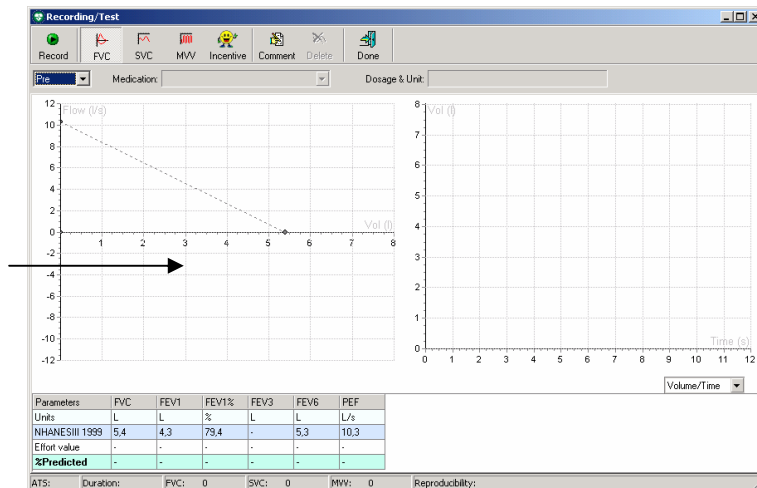 Recording/Test
Record FVC SVC MVV Incentive Comment Delete Done
Pre Medication: Dosage & Unit:
Flow (l/s)
12
10
8
6
4
2
0
-2
-4
-6
-8
-10
-12
1 2 3 4 5 6 7 8
Vol (l)
Vol (l)
8
7
6
5
4
3
2
1
0
0 1 2 3 4 5 6 7 8 9 10 11 12
Time (s)
Volume/Time
Parameters FVC FEV1 FEV1% FEV3 FEV6 PEF
Units L L % L L L/s
NHANESIII 1999 5,4 4,3 79,4 - 5,3 10,3
Effort value - - - - - -
%Predicted - - - - - -
ATS: Duration: FVC: 0 SVC: 0 MVV: 0 Reproducibility: